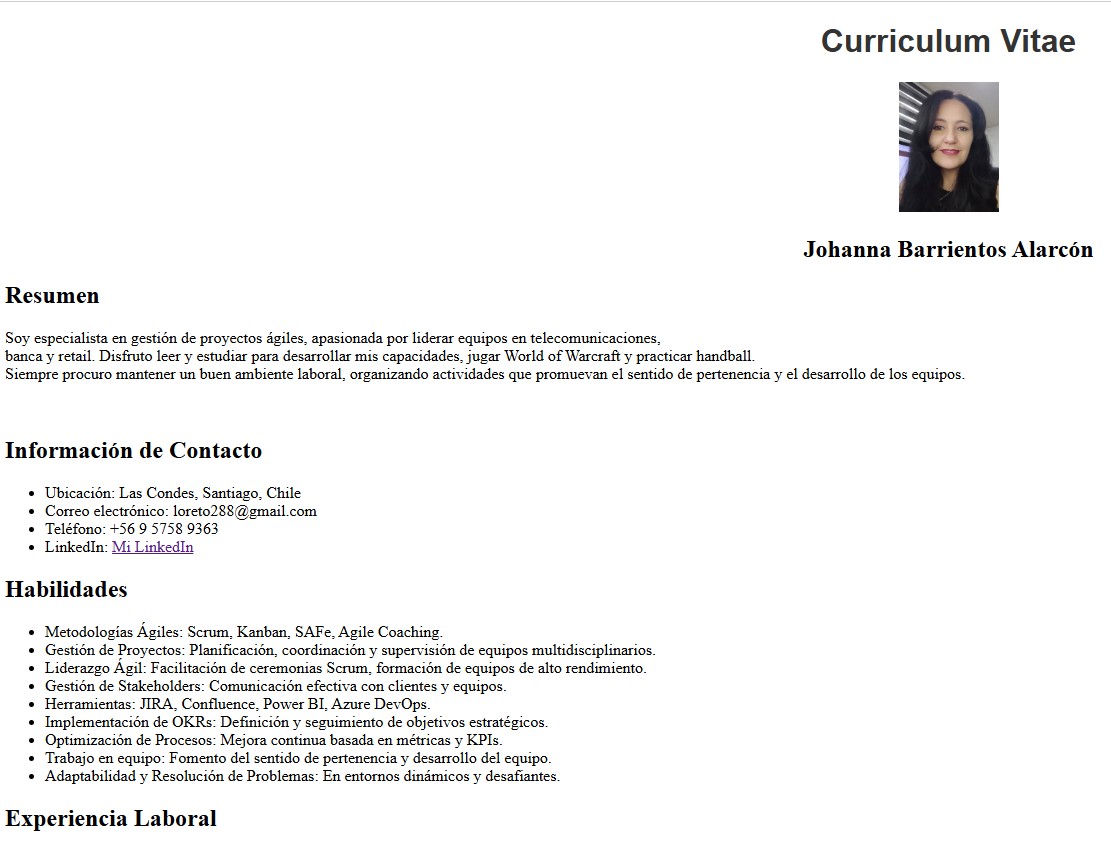 Curriculum Vitae
Johanna Barrientos Alarcón
Resumen
Soy especialista en gestión de proyectos ágiles, apasionada por liderar equipos en telecomunicaciones,
banca y retail. Disfruto leer y estudiar para desarrollar mis capacidades, jugar World of Warcraft y practicar handball.
Siempre procuro mantener un buen ambiente laboral, organizando actividades que promuevan el sentido de pertenencia y el desarrollo de los equipos.
Información de Contacto
• Ubicación: Las Condes, Santiago, Chile
• Correo electrónico: loreto288@gmail.com
• Teléfono: +56 9 5758 9363
• LinkedIn: Mi LinkedIn
Habilidades
• Metodologías Ágiles: Scrum, Kanban, SAFe, Agile Coaching.
• Gestión de Proyectos: Planificación, coordinación y supervisión de equipos multidisciplinarios.
• Liderazgo Ágil: Facilitación de ceremonias Scrum, formación de equipos de alto rendimiento.
• Gestión de Stakeholders: Comunicación efectiva con clientes y equipos.
• Herramientas: JIRA, Confluence, Power BI, Azure DevOps.
• Implementación de OKRs: Definición y seguimiento de objetivos estratégicos.
• Optimización de Procesos: Mejora continua basada en métricas y KPIs.
• Trabajo en equipo: Fomento del sentido de pertenencia y desarrollo del equipo.
• Adaptabilidad y Resolución de Problemas: En entornos dinámicos y desafiantes.
Experiencia Laboral